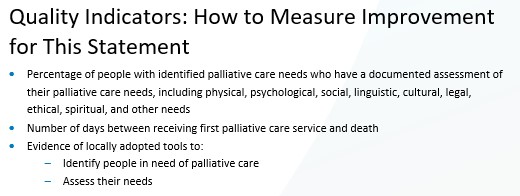 Quality Indicators: How to Measure Improvement
for This Statement
• Percentage of people with identified palliative care needs who have a documented assessment of
their palliative care needs, including physical, psychological, social, linguistic, cultural, legal,
ethical, spiritual, and other needs
• Number of days between receiving first palliative care service and death
• Evidence of locally adopted tools to:
– Identify people in need of palliative care
– Assess their needs